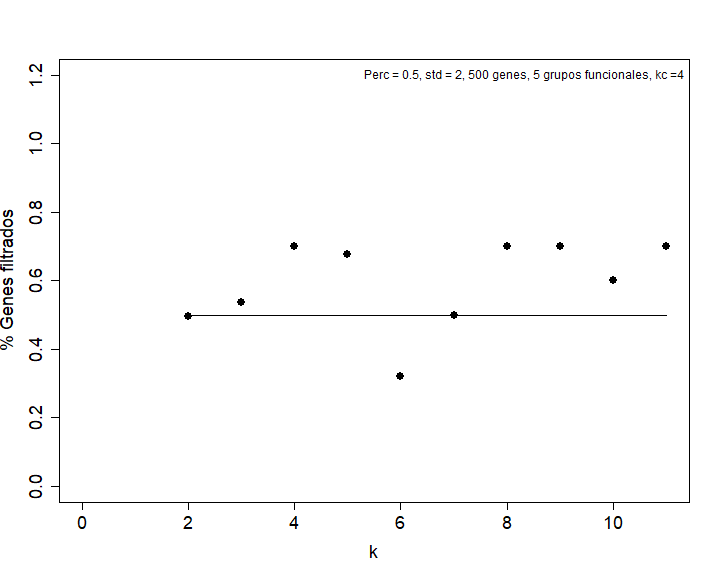 Perc = 0.5, std = 2, 500 genes, 5 grupos funcionales, kc =4
% Genes filtrados
1.2
1.0
0.8
0.6
0.4
0.2
0.0
0 2 4 6 8 10
k